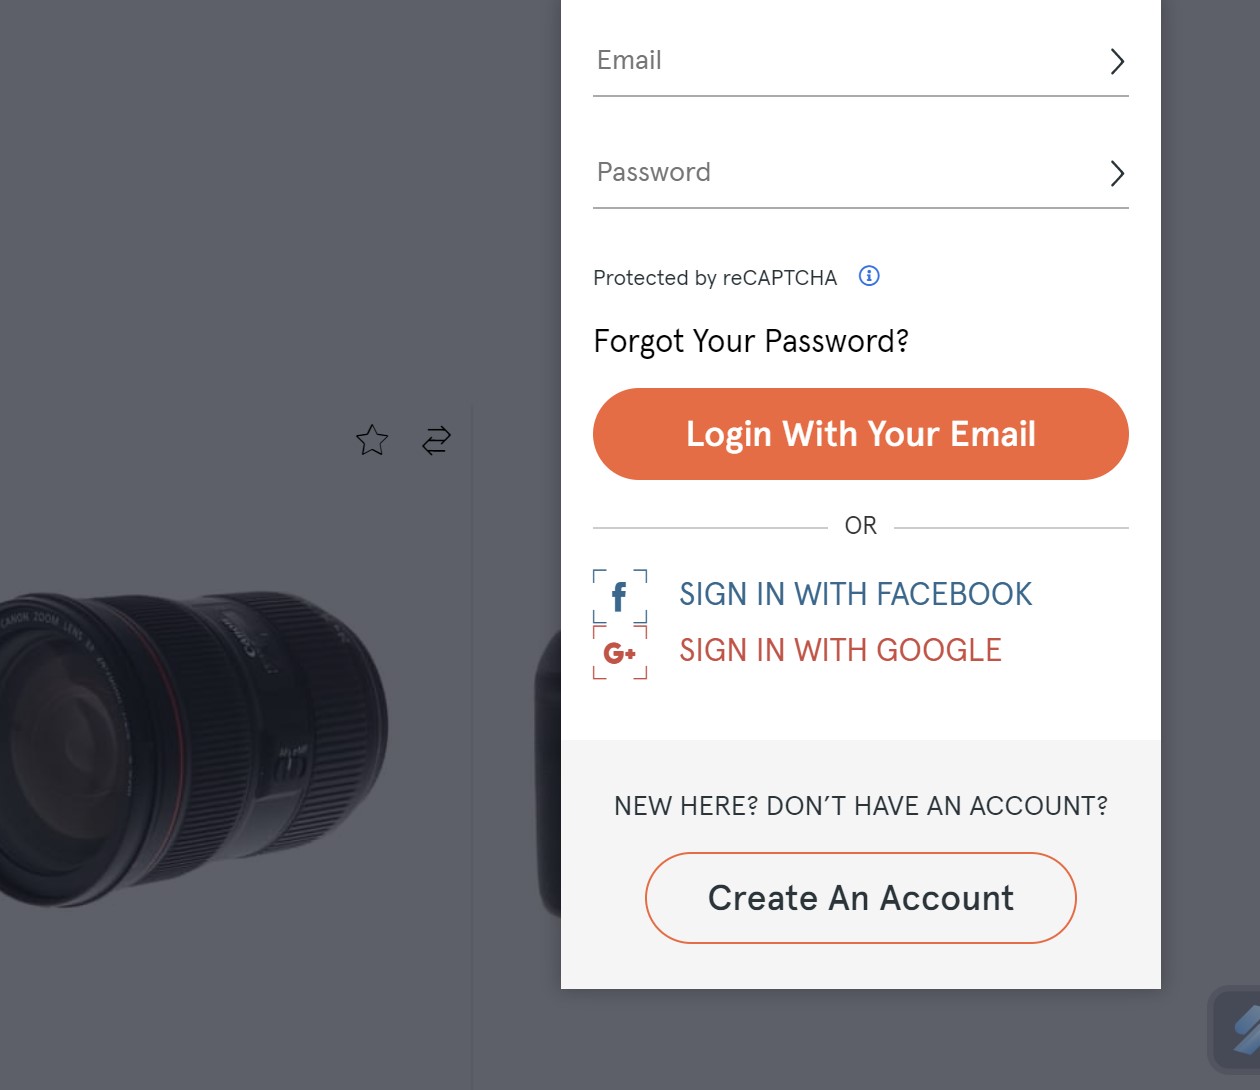 Email
Password
Protected by reCAPTCHA
Forgot Your Password?
Login With Your Email
OR
f SIGN IN WITH FACEBOOK
G+ SIGN IN WITH GOOGLE
NEW HERE? DON’T HAVE AN ACCOUNT?
Create An Account
CANON ZOOM LENS EF
Canon